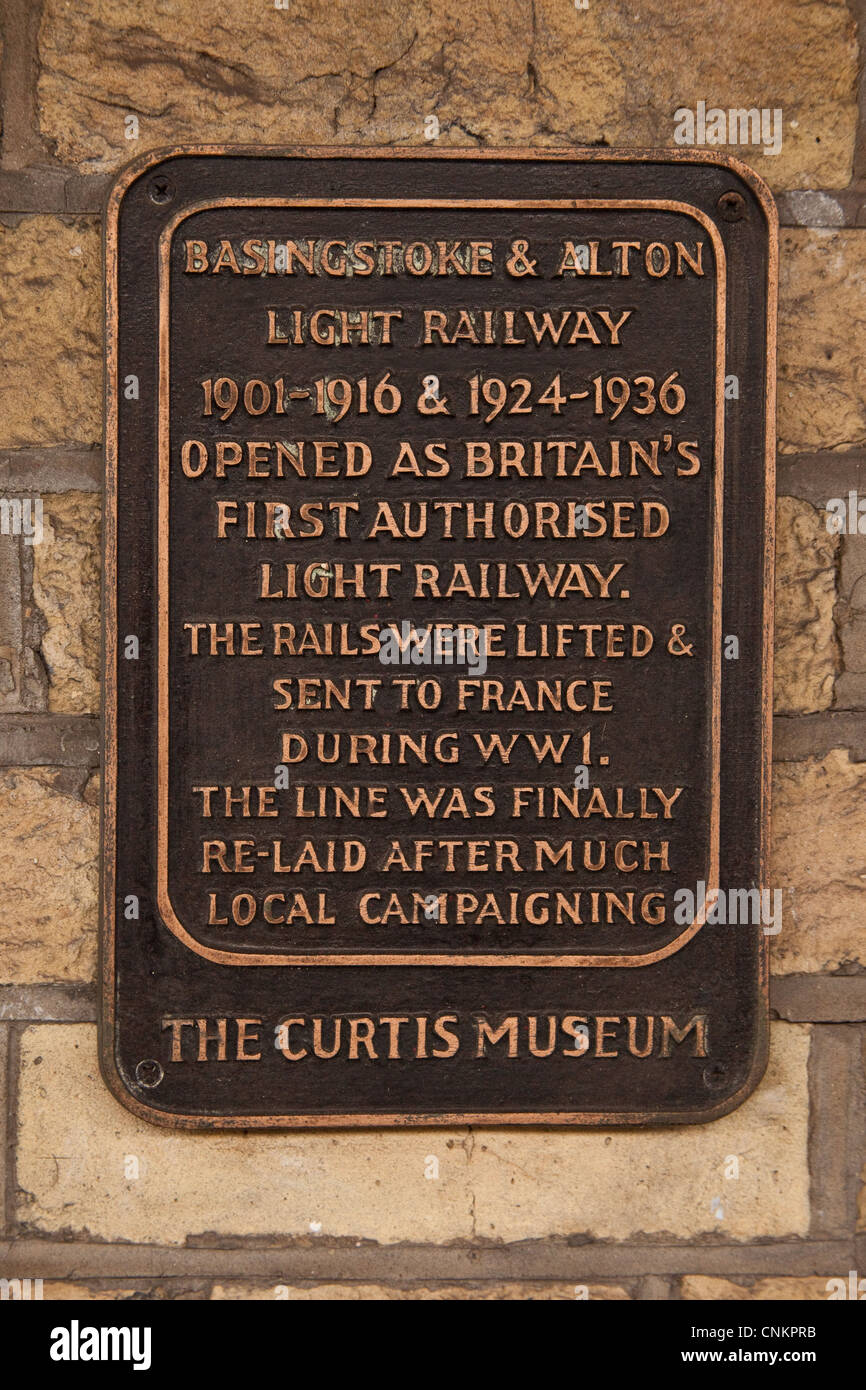 BASINGSTOKE & ALTON
LIGHT RAILWAY
1901-1916 & 1924-1936
OPENED AS BRITAIN'S
FIRST AUTHORISED
LIGHT RAILWAY.
THE RAILS WERE LIFTED &
SENT TO FRANCE
DURING WW1.
THE LINE WAS FINALLY
RE-LAID AFTER MUCH
LOCAL CAMPAIGNING
THE CURTIS MUSEUM
alamy
Image ID: CNKPRB
www.alamy.com